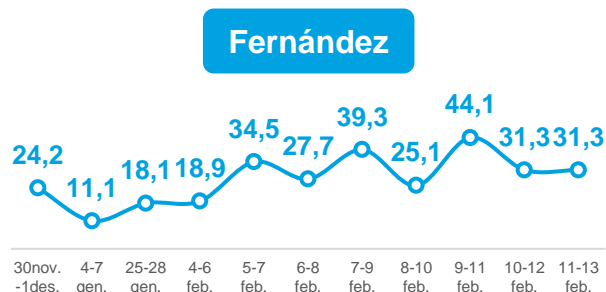 Fernández
24,2 11,1 18,1 18,9 34,5 27,7 39,3 25,1 44,1 31,3 31,3
30nov. 4-7 25-28 4-6 5-7 6-8 7-9 8-10 9-11 10-12 11-13
-1des. gen. gen. feb. feb. feb. feb. feb. feb. feb. feb.